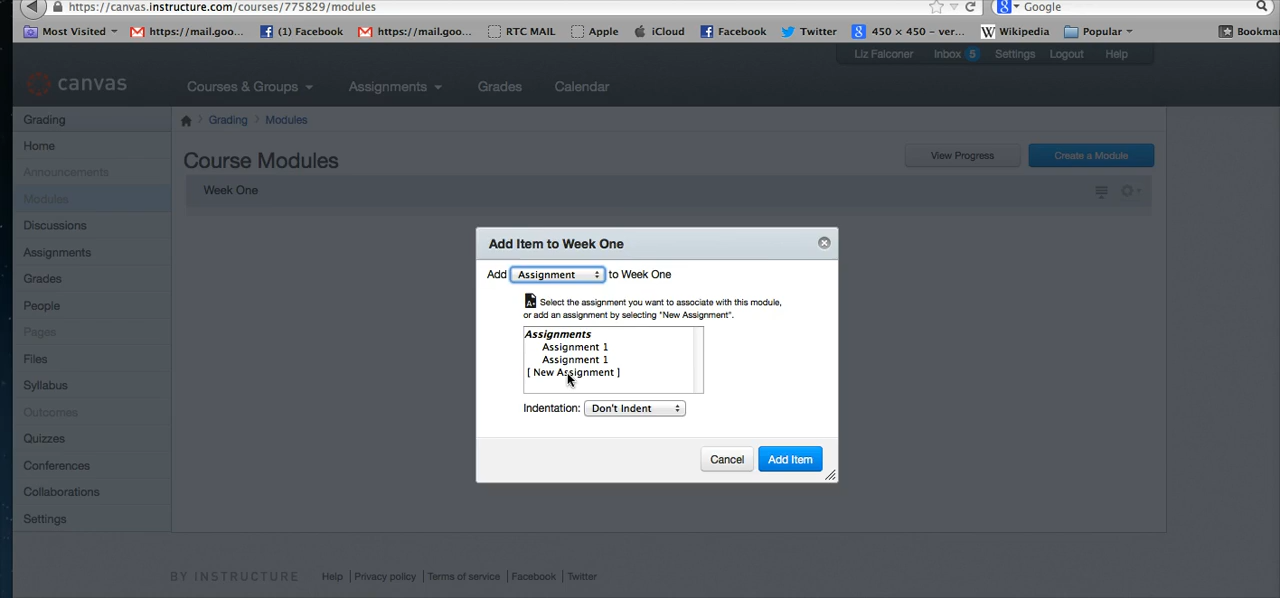 https://canvas.instructure.com/courses/775829/modules
Google
Most Visited
https://mail.goo...
(1) Facebook
https://mail.goo...
RTC MAIL
Apple
iCloud
Facebook
Twitter
450 × 450 – ver...
Wikipedia
Popular
Bookmar
Liz Falconer
Inbox 5
Settings
Logout
Help
canvas
Courses & Groups
Assignments
Grades
Calendar
Grading
Grading
Modules
Home
Announcements
Modules
Discussions
Assignments
Grades
People
Pages
Files
Syllabus
Outcomes
Quizzes
Conferences
Collaborations
Settings
Course Modules
View Progress
Create a Module
Week One
Add Item to Week One
Add Assignment to Week One
Select the assignment you want to associate with this module,
or add an assignment by selecting "New Assignment".
Assignments
Assignment 1
Assignment 1
[ New Assignment ]
Indentation: Don't Indent
Cancel
Add Item
BY INSTRUCTURE
Help
Privacy policy
Terms of service
Facebook
Twitter